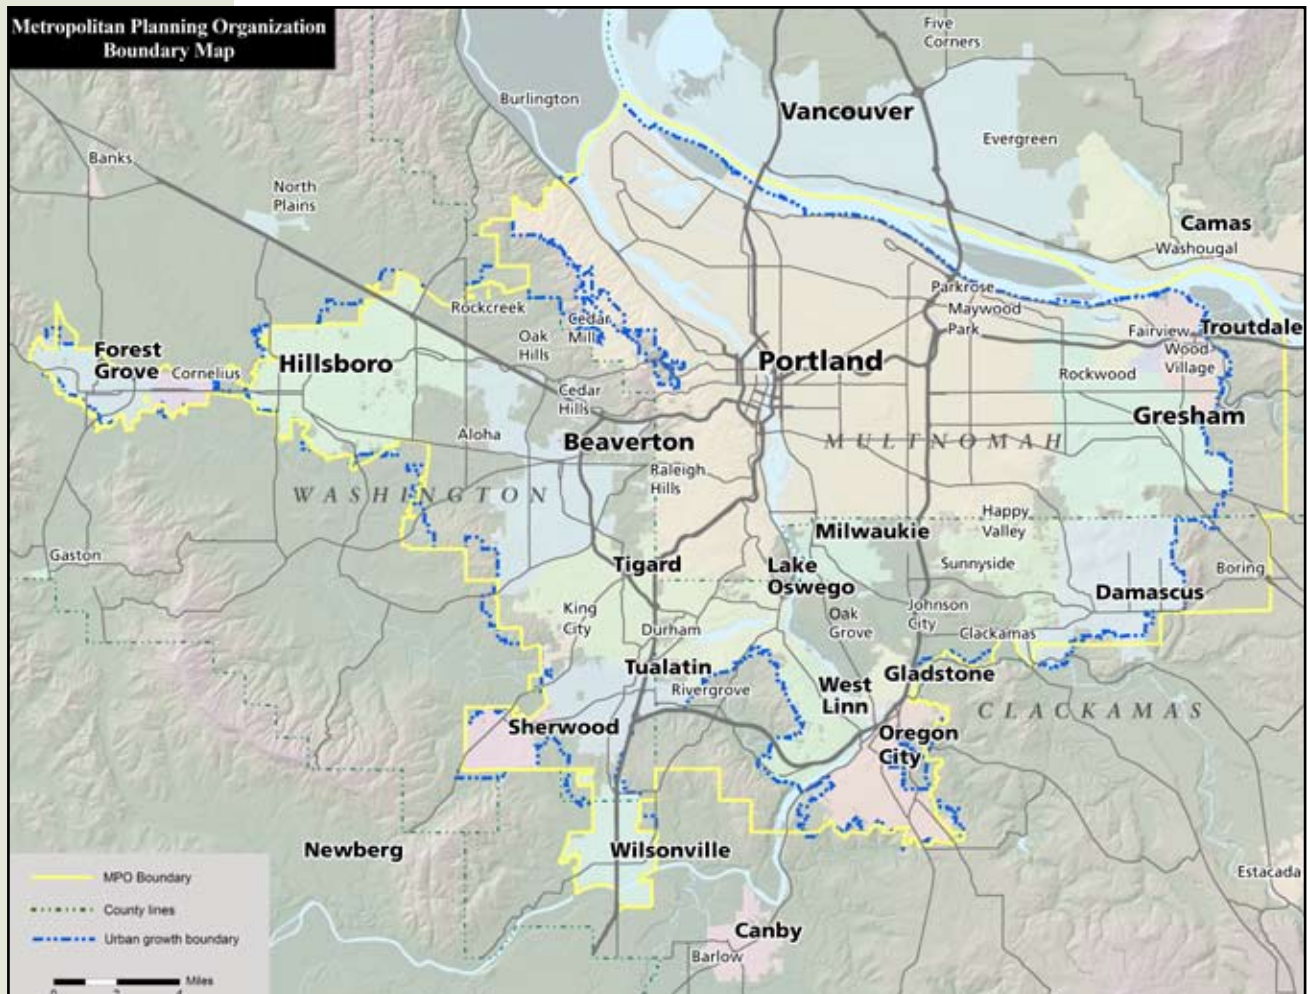 Metropolitan Planning Organization
Boundary Map
Five
Corners
Burlington
Vancouver
Evergreen
Banks
North
Plains
Camas
Washougal
Parkrose
Maywood
Park
Rockcreek
Cedar
Mill
Oak
Hills
Fairview
Troutdale
Wood
Village
Forest
Grove
Cornelius
Hillsboro
Portland
Rockwood
Cedar
Hills
Gresham
Aloha
Beaverton
MULTNOMAH
Raleigh
Hills
WASHINGTON
Happy
Valley
Milwaukie
Gaston
Tigard
Lake
Oswego
Sunnyside
Boring
Damascus
King
City
Durham
Oak
Grove
Johnson
City
Clackamas
Tualatin
Rivergrove
West
Linn
Gladstone
CLACKAMAS
Sherwood
Oregon
City
Newberg
Wilsonville
Estacada
Canby
Barlow
MPO Boundary
County lines
Urban growth boundary
Miles